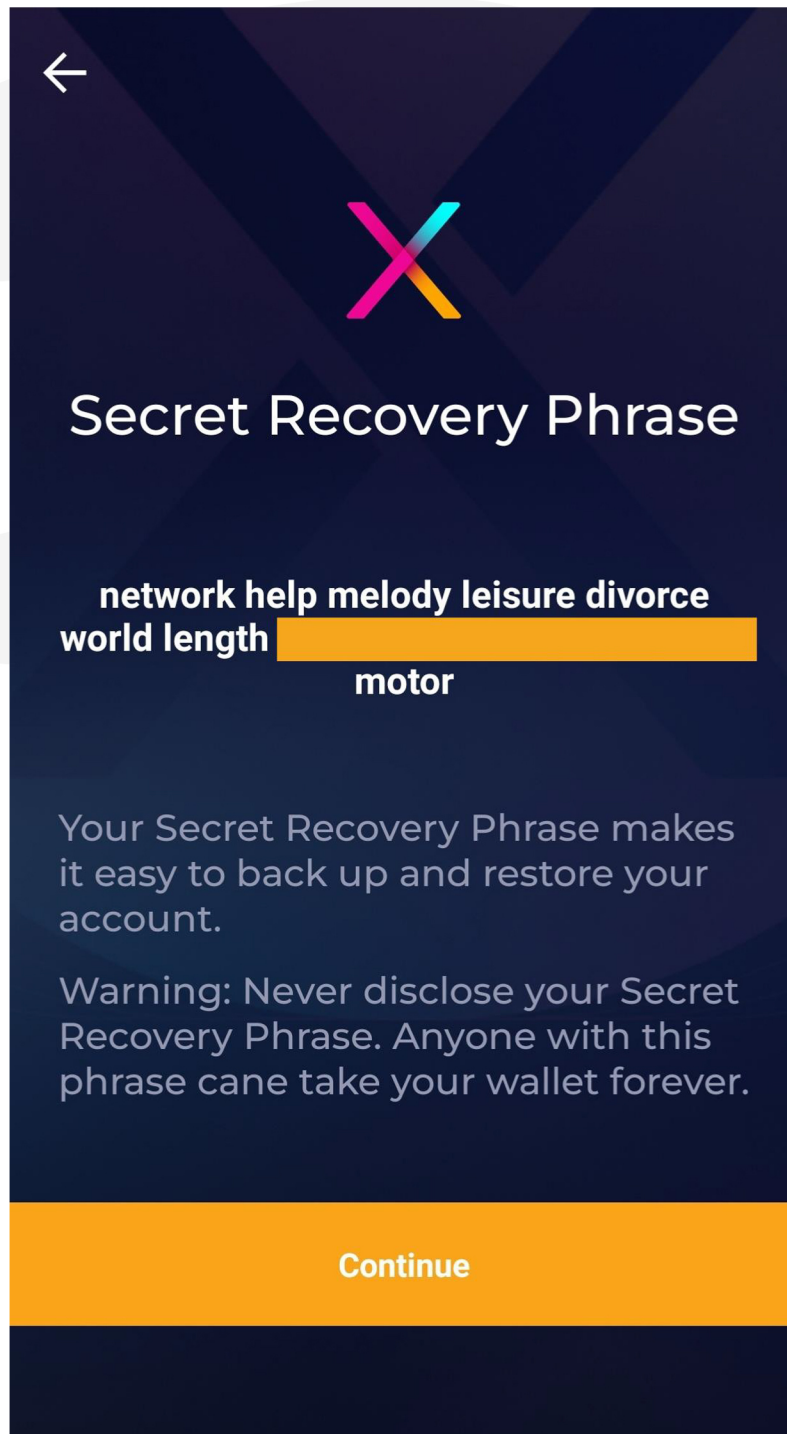 Secret Recovery Phrase
network help melody leisure divorce
world length
motor
Your Secret Recovery Phrase makes
it easy to back up and restore your
account.
Warning: Never disclose your Secret
Recovery Phrase. Anyone with this
phrase cane take your wallet forever.
Continue